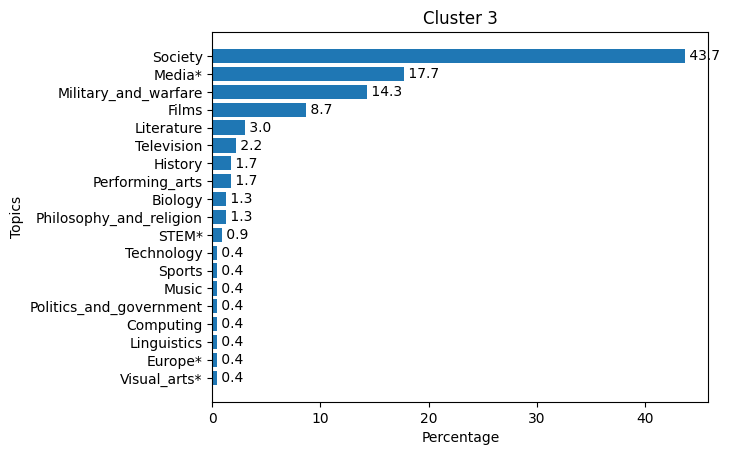 Cluster 3
Society 43.7
Media* 17.7
Military_and_warfare 14.3
Films 8.7
Literature 3.0
Television 2.2
History 1.7
Performing_arts 1.7
Biology 1.3
Philosophy_and_religion 1.3
STEM* 0.9
Technology 0.4
Sports 0.4
Music 0.4
Politics_and_government 0.4
Computing 0.4
Linguistics 0.4
Europe* 0.4
Visual_arts* 0.4
Topics
0 10 20 30 40
Percentage